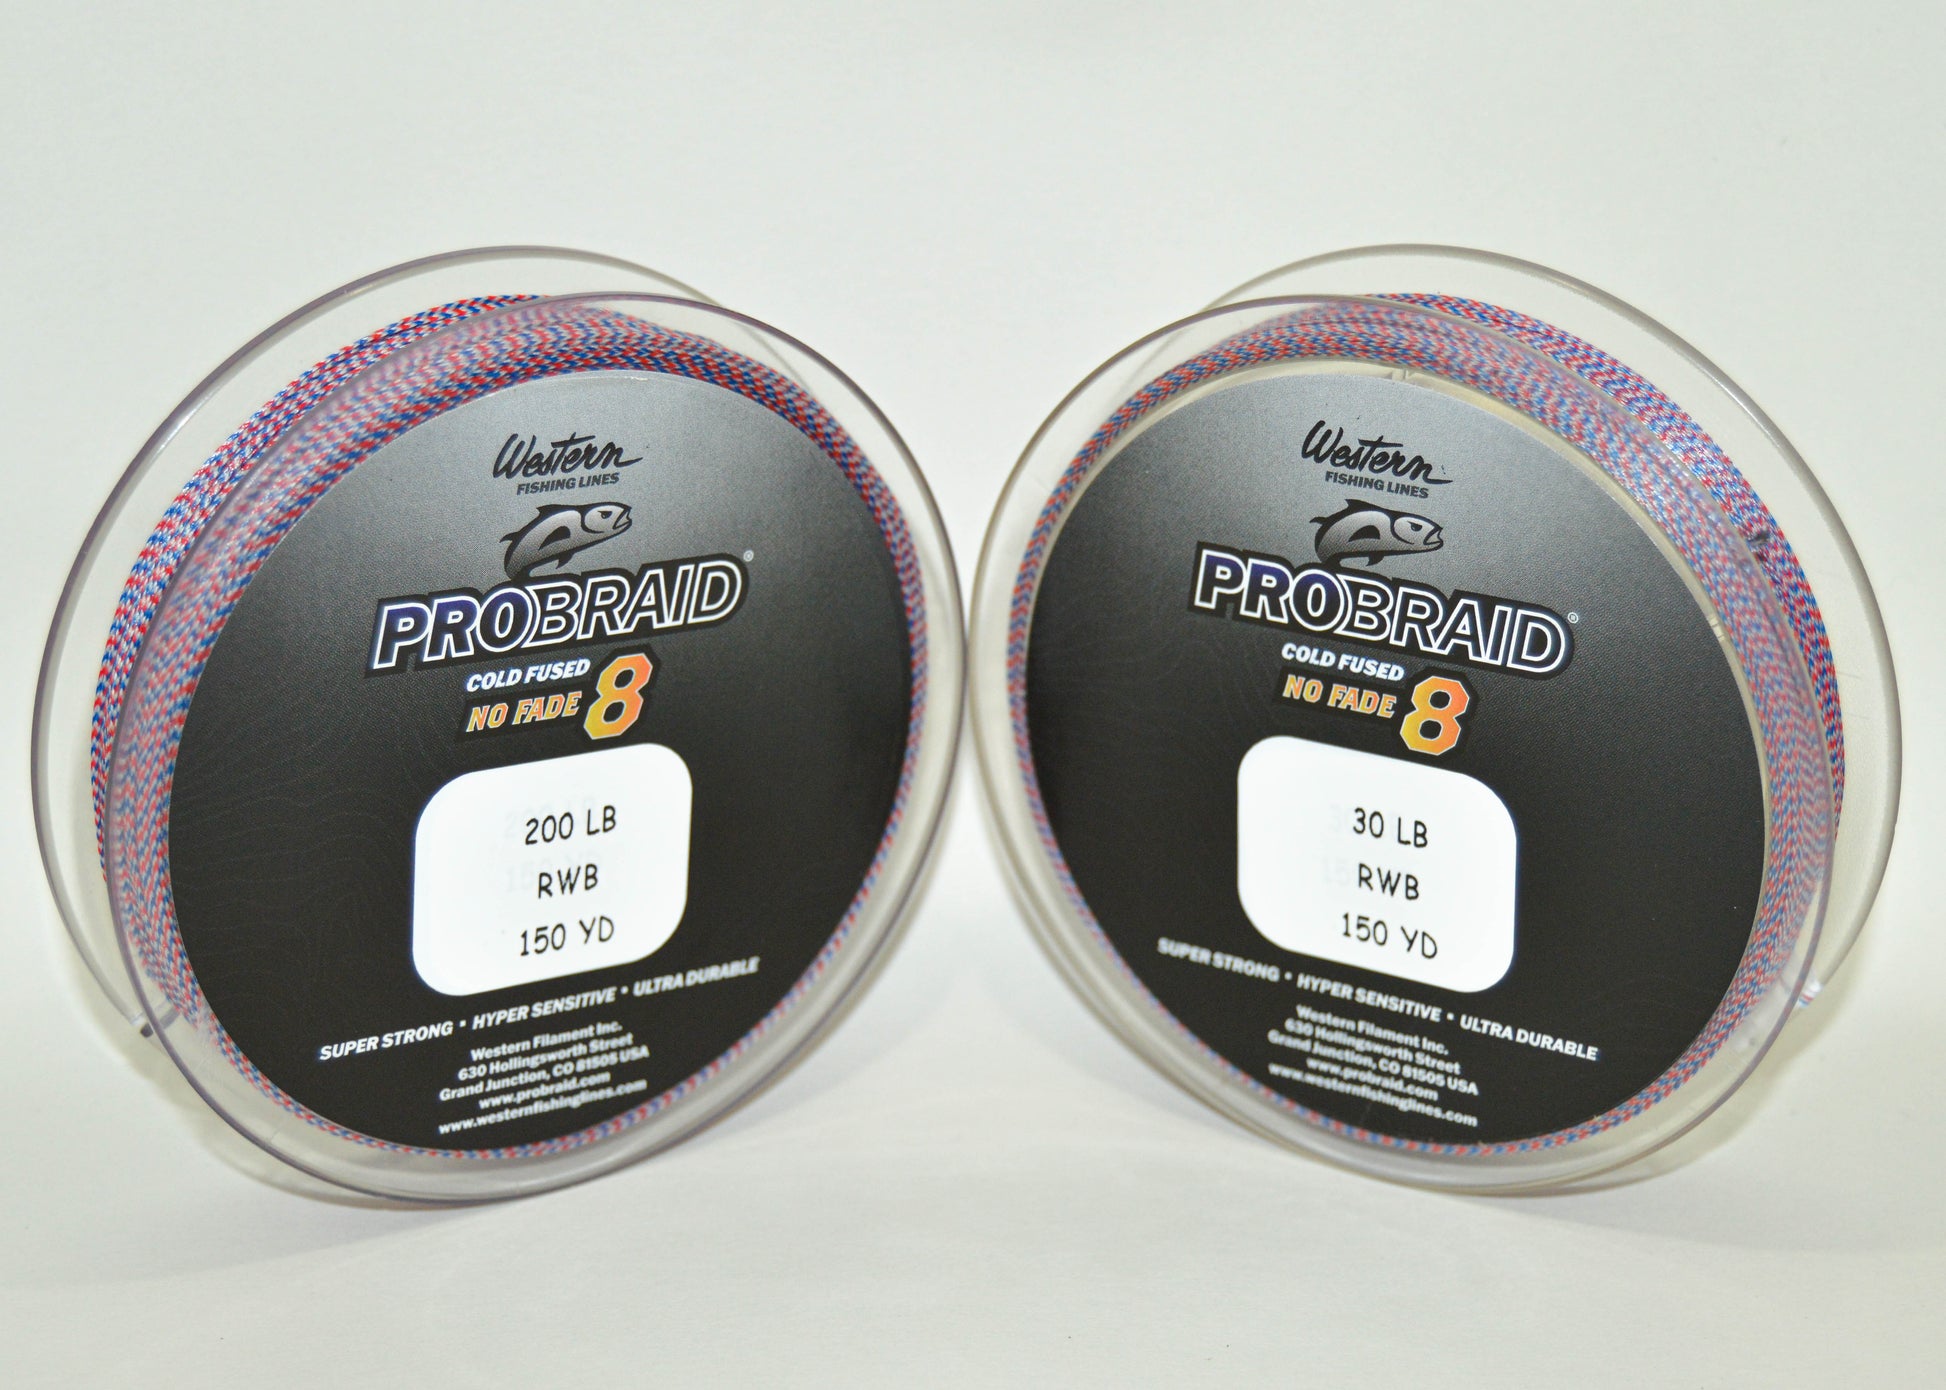 Western
FISHING LINES
PROBRAID®
COLD FUSED
NO FADE 8
200 LB
RWB
150 YD
SUPER STRONG • HYPER SENSITIVE • ULTRA DURABLE
Western Filament Inc.
630 Hollingsworth Street
Grand Junction, CO 81505 USA
www.probraid.com
www.westernfishinglines.com
Western
FISHING LINES
PROBRAID®
COLD FUSED
NO FADE 8
30 LB
RWB
150 YD
SUPER STRONG • HYPER SENSITIVE • ULTRA DURABLE
Western Filament Inc.
630 Hollingsworth Street
Grand Junction, CO 81505 USA
www.probraid.com
www.westernfishinglines.com